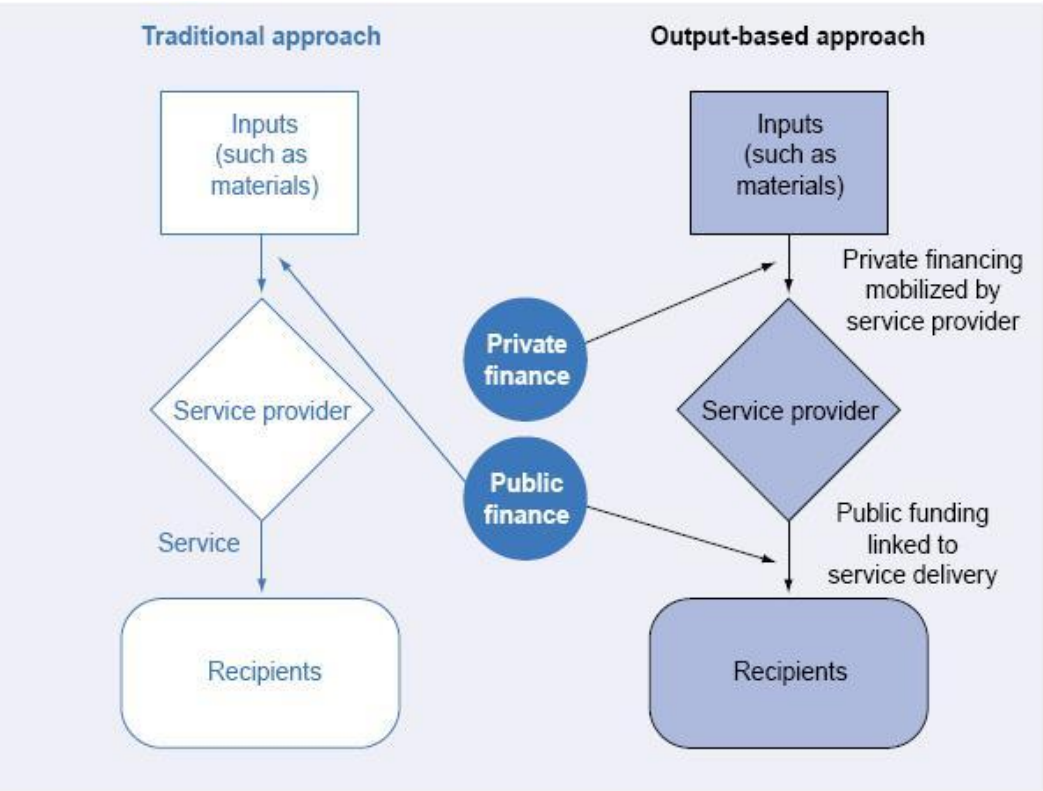 Traditional approach
Output-based approach
Inputs
(such as
materials)
Inputs
(such as
materials)
Private financing
mobilized by
service provider
Private
finance
Service provider
Service provider
Public
finance
Public funding
linked to
service delivery
Service
Recipients
Recipients